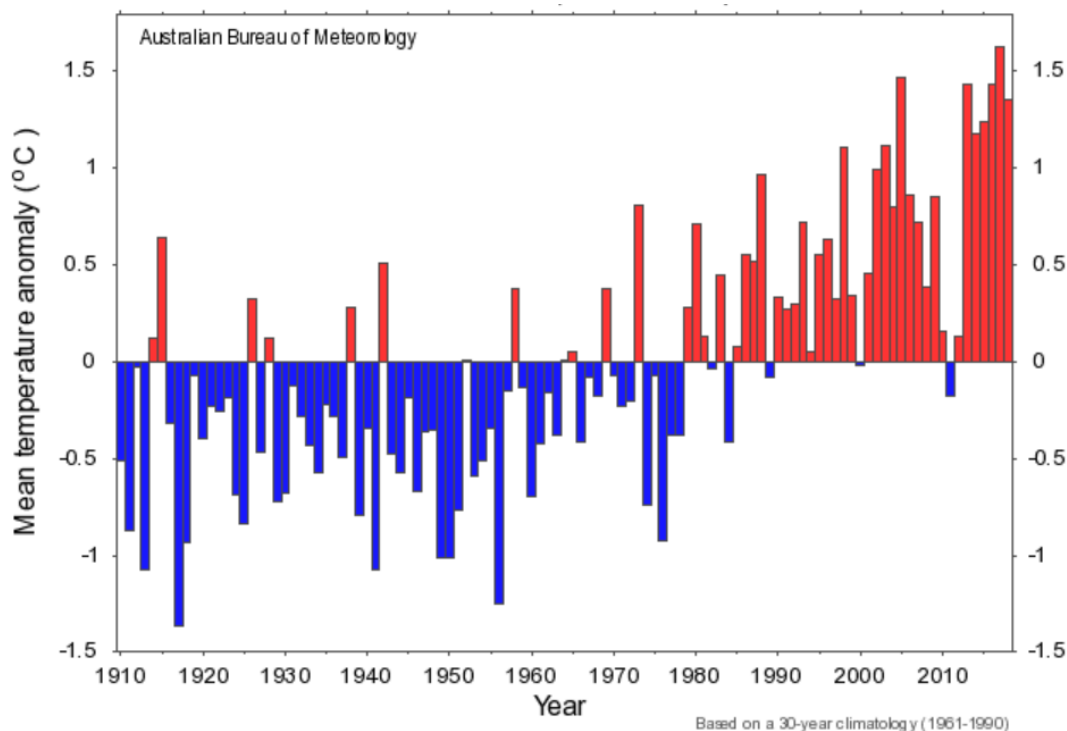 Australian Bureau of Meteorology
1.5
1
0.5
0
-0.5
-1
-1.5
Mean temperature anomaly (°C )
1.5
1
0.5
0
-0.5
-1
-1.5
1910 1920 1930 1940 1950 1960 1970 1980 1990 2000 2010
Year
Based on a 30-year climatology (1961-1990)